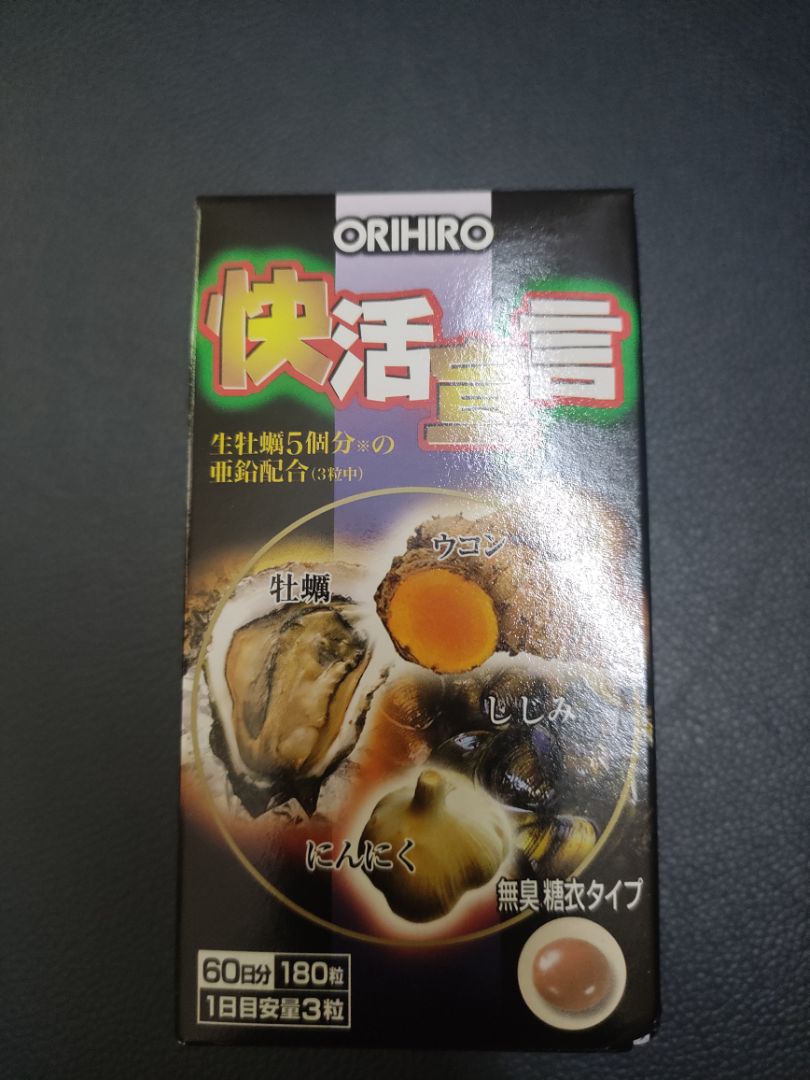 ORIHIRO
快活宣言
生牡蠣5個分※の
亜鉛配合(3粒中)
ウコン
牡蠣
しじみ
にんにく
無臭 糖衣タイプ
60日分 180粒
1日目安量3粒